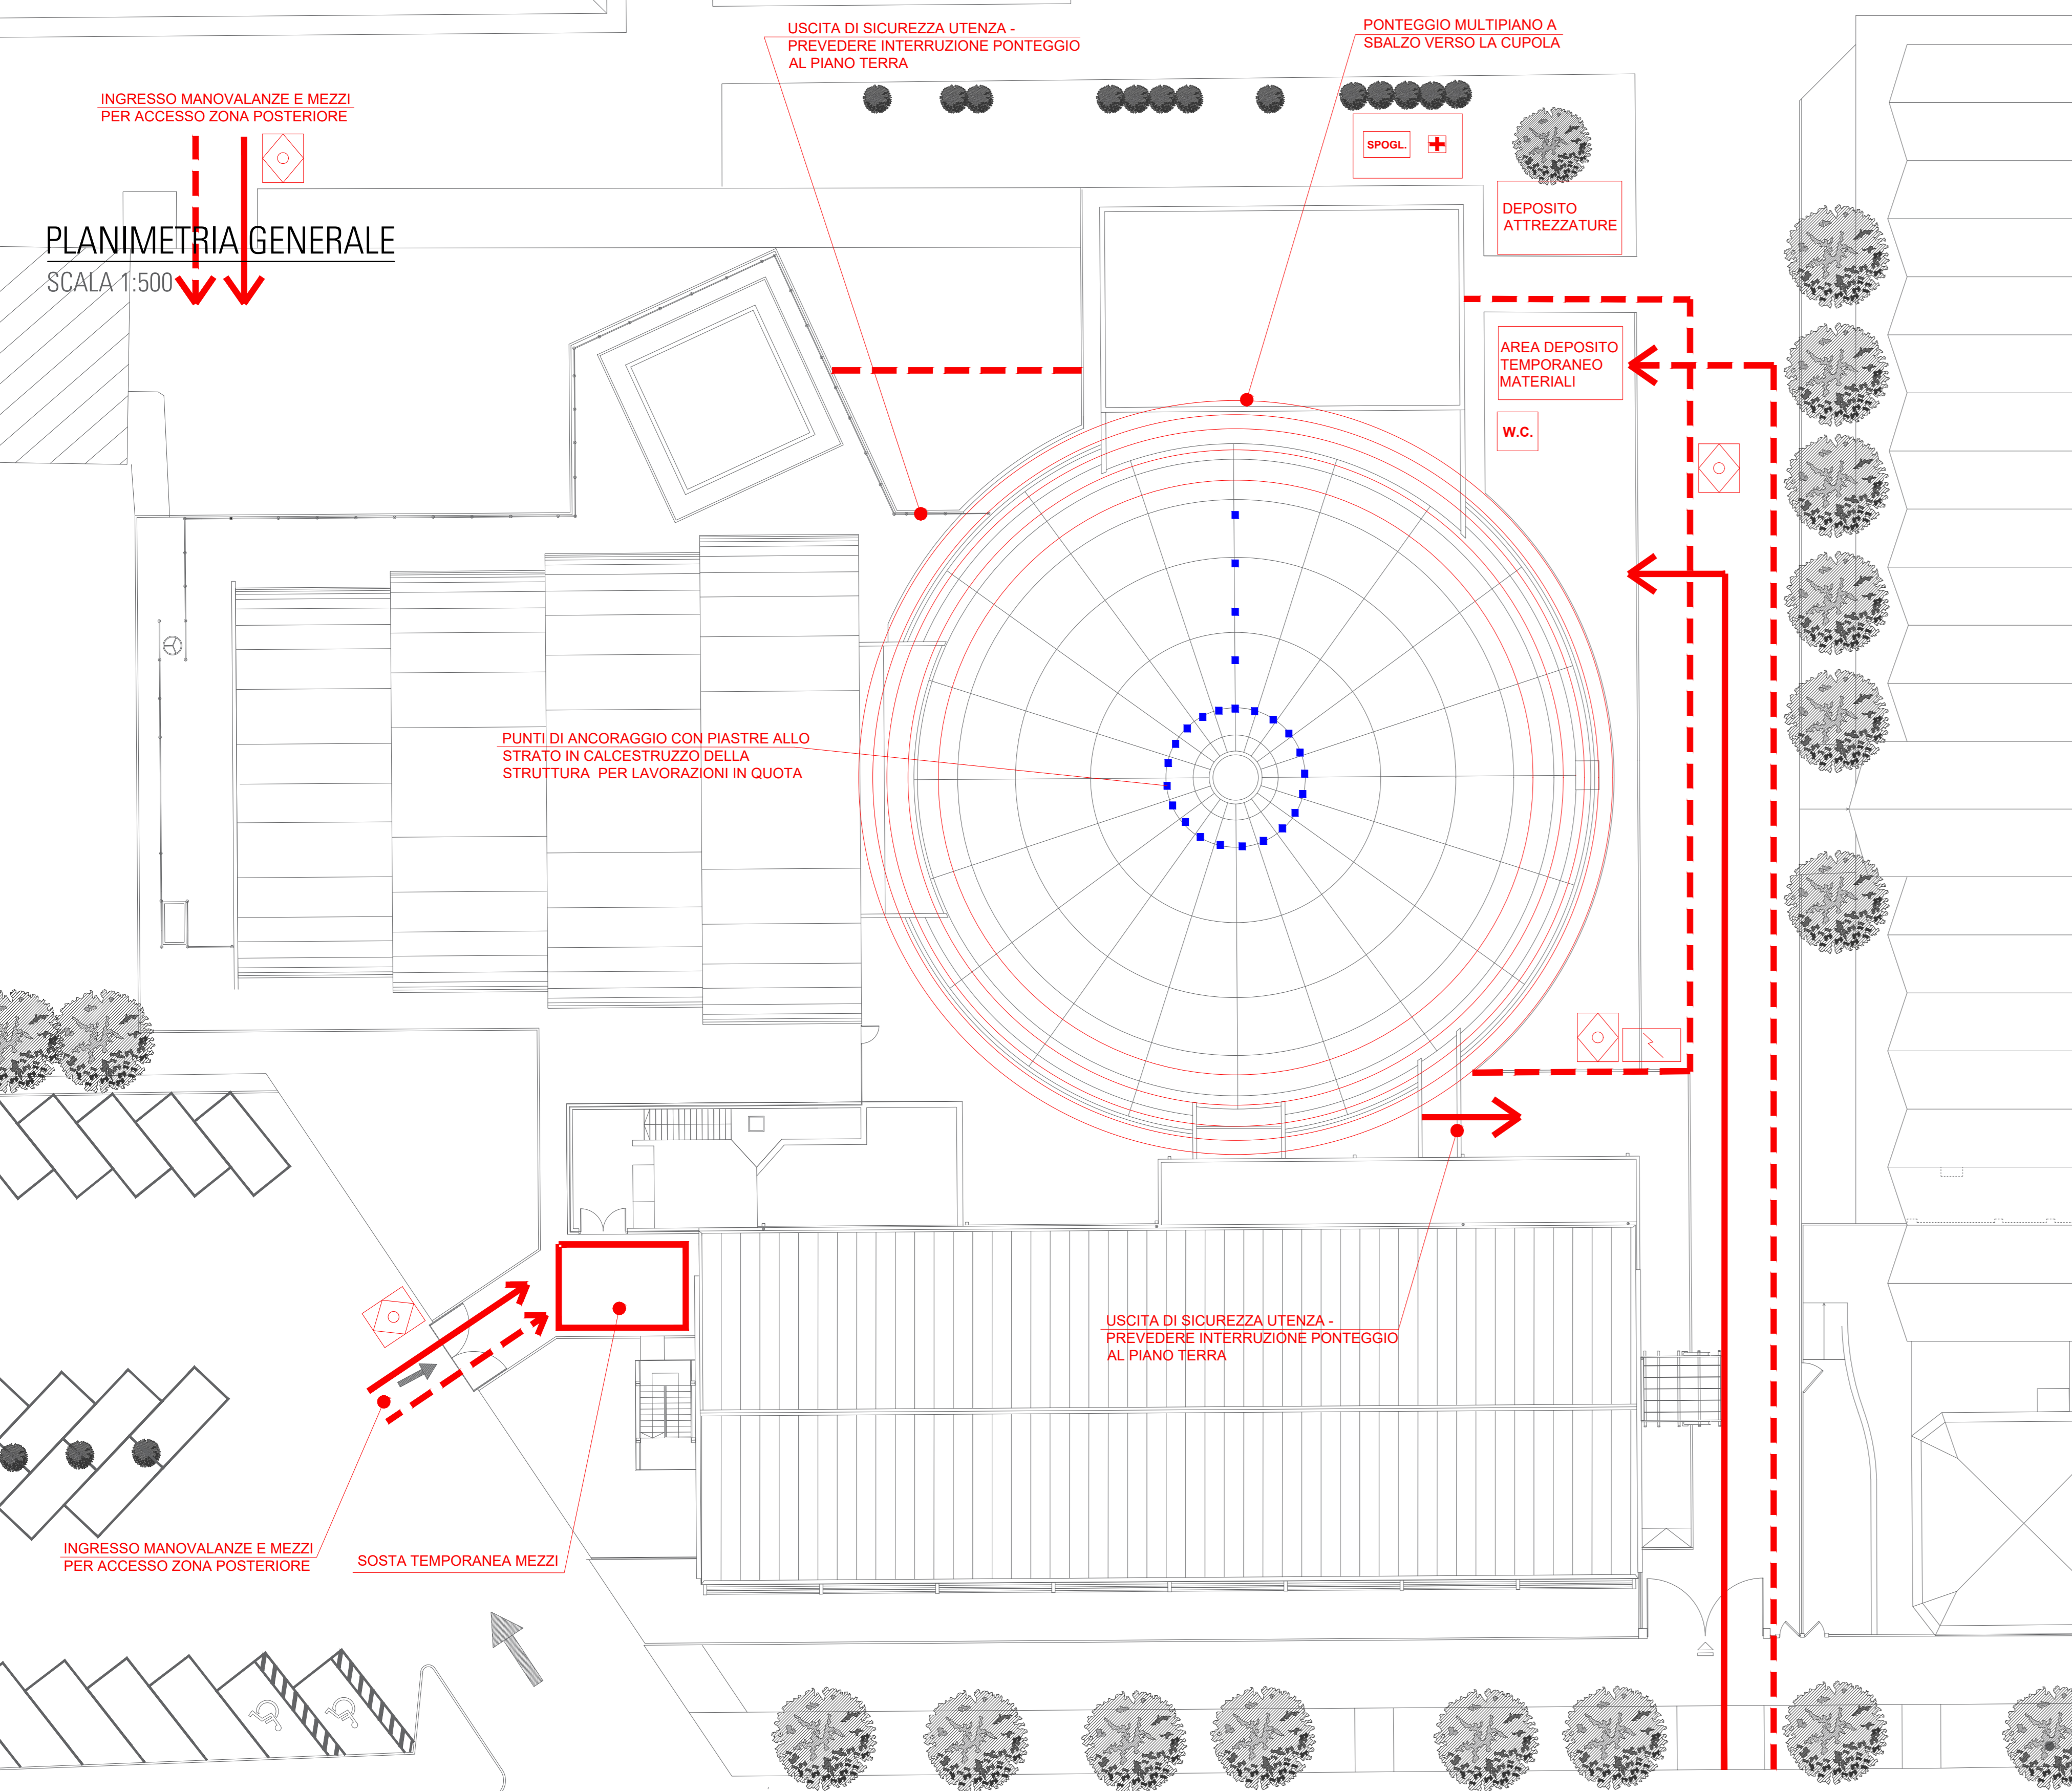 USCITA DI SICUREZZA UTENZA -
PREVEDERE INTERRUZIONE PONTEGGIO
AL PIANO TERRA
PONTEGGIO MULTIPIANO A
SBALZO VERSO LA CUPOLA
INGRESSO MANOVALANZE E MEZZI
PER ACCESSO ZONA POSTERIORE
SPOGL.
DEPOSITO
ATTREZZATURE
PLANIMETRIA GENERALE
SCALA 1:500
AREA DEPOSITO
TEMPORANEO
MATERIALI
W.C.
PUNTI DI ANCORAGGIO CON PIASTRE ALLO
STRATO IN CALCESTRUZZO DELLA
STRUTTURA PER LAVORAZIONI IN QUOTA
USCITA DI SICUREZZA UTENZA -
PREVEDERE INTERRUZIONE PONTEGGIO
AL PIANO TERRA
INGRESSO MANOVALANZE E MEZZI
PER ACCESSO ZONA POSTERIORE
SOSTA TEMPORANEA MEZZI